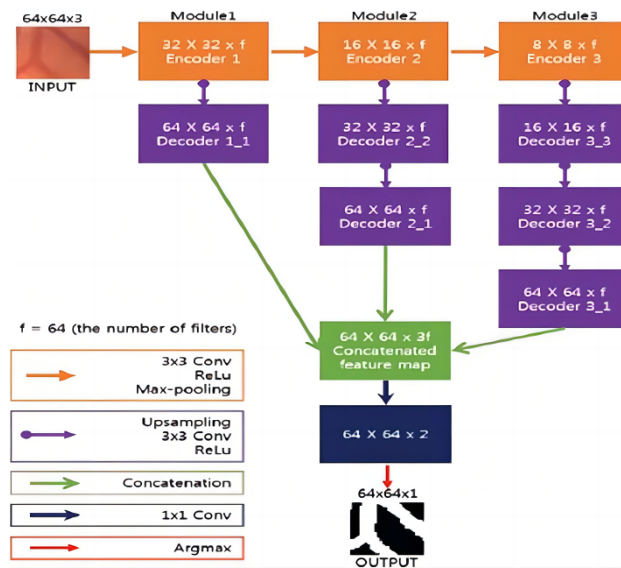 64x64x3
INPUT
Module1
Module2
Module3
32 X 32 x f
Encoder 1
16 X 16 x f
Encoder 2
8 X 8 x f
Encoder 3
64 X 64 x f
Decoder 1_1
32 X 32 x f
Decoder 2_2
16 X 16 x f
Decoder 3_3
64 X 64 x f
Decoder 2_1
32 X 32 x f
Decoder 3_2
64 X 64 x f
Decoder 3_1
f = 64 (the number of filters)
64 X 64 x 3f
Concatenated
feature map
3x3 Conv
ReLu
Max-pooling
Upsampling
3x3 Conv
ReLu
64 X 64 x 2
Concatenation
1x1 Conv
Argmax
64x64x1
OUTPUT